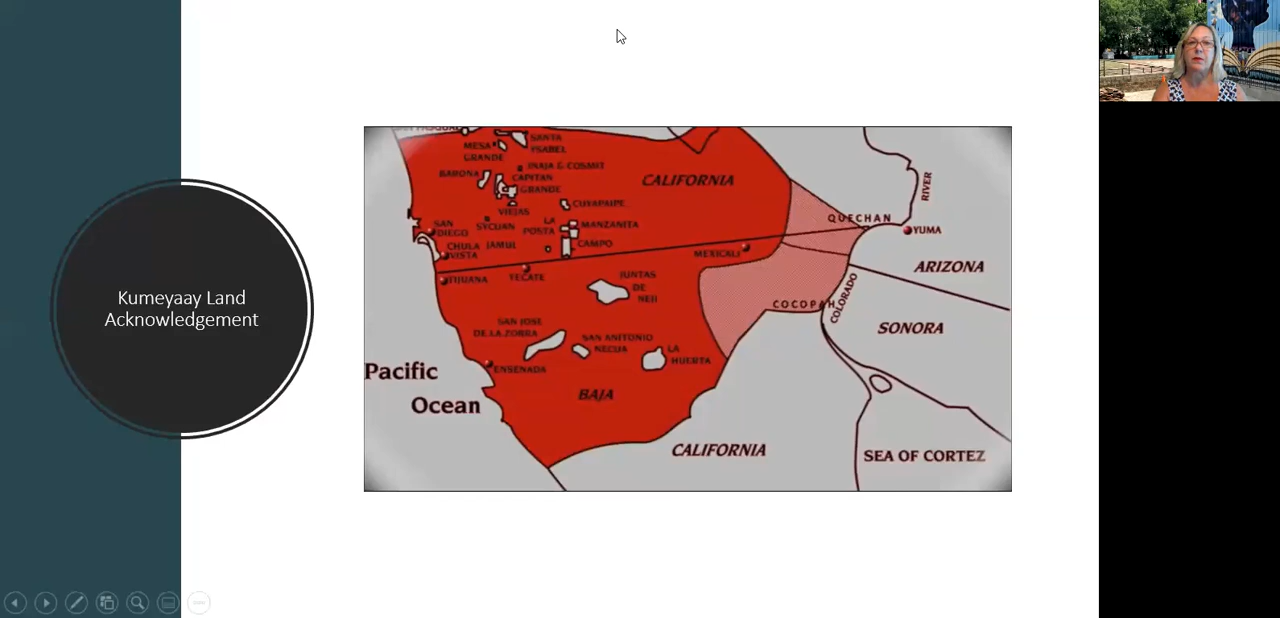 Kumeyaay Land
Acknowledgement
SANTA
YSABEL
MESA
GRANDE
INAJA & COSMIT
BARONA
CAPITAN
GRANDE
CALIFORNIA
CUYAPAIPE
VIEJAS
SAN
DIEGO
SYCUAN
LA
POSTA
MANZANITA
CHULA
VISTA
JAMUL
CAMPO
QUECHAN
RIVER
YUMA
MEXICALI
ARIZONA
TIJUANA
TECATE
JUNTAS
DE
NEJI
COCOPAH
COLORADO
SONORA
SAN JOSE
DE LA ZORRA
SAN ANTONIO
NECUA
LA
HUERTA
ENSENADA
Pacific
Ocean
BAJA
CALIFORNIA
SEA OF CORTEZ